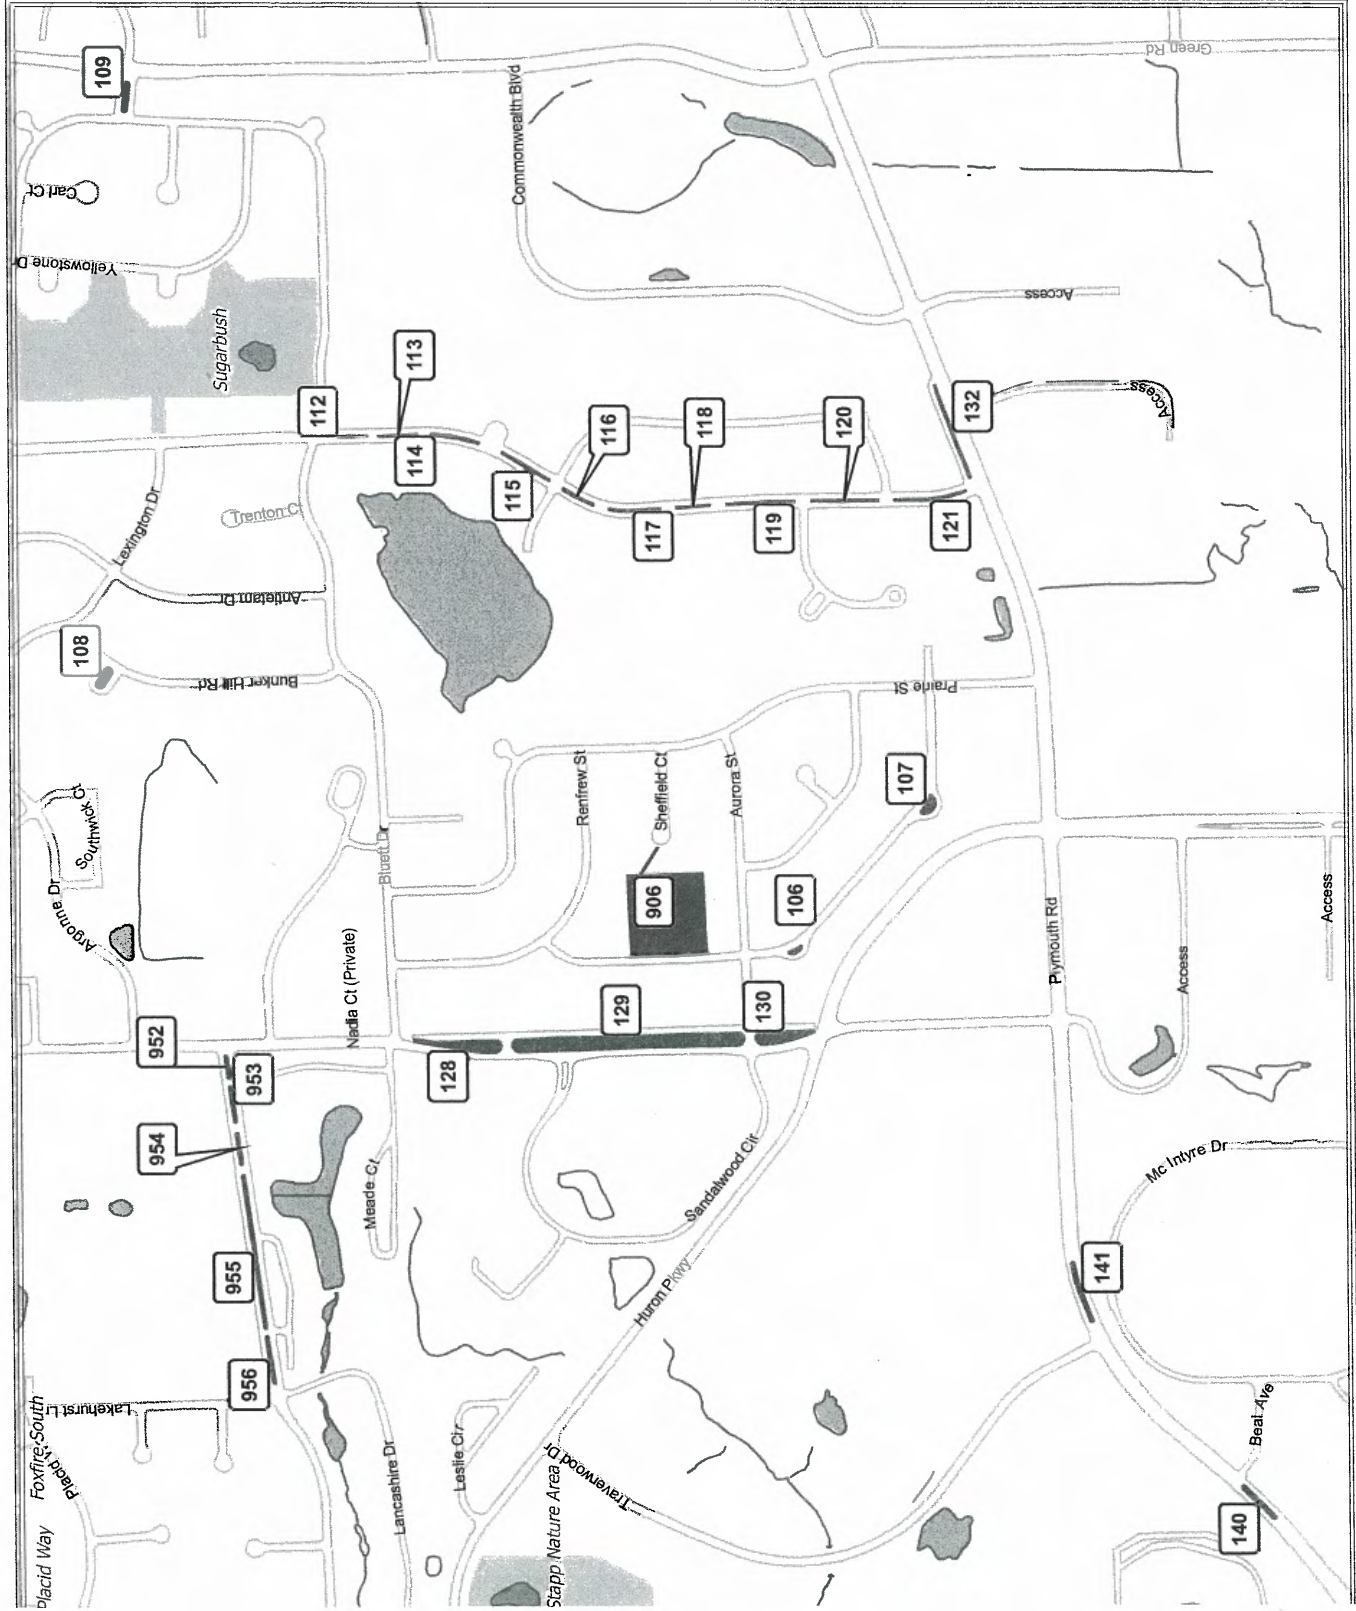 109
Green Rd
Commonwealth Blvd
Carl Ct
Yellowstone Dr
Sugarbush
Access
113
112
114
116
118
120
132
Access
115
117
119
121
Lexington Dr
Trenton C
Antietam Dr
108
Bunker Hill Rd
Prairie St
107
Southwick Ct
Argonne Dr
Bluett Dr
Renfrew St
Sheffield Ct
Aurora St
906
106
Plymouth Rd
Access
Access
Nadia Ct (Private)
952
953
954
128
129
130
Meade Ct
Sandalwood Cir
Mc Intyre Dr
955
956
Huron Pkwy
141
Lakehurst Ln
Foxfire South
Placid W
Placid Way
Lancashire Dr
Leslie Cir
Stapp Nature Area
Traverwood Dr
Beal Ave
140